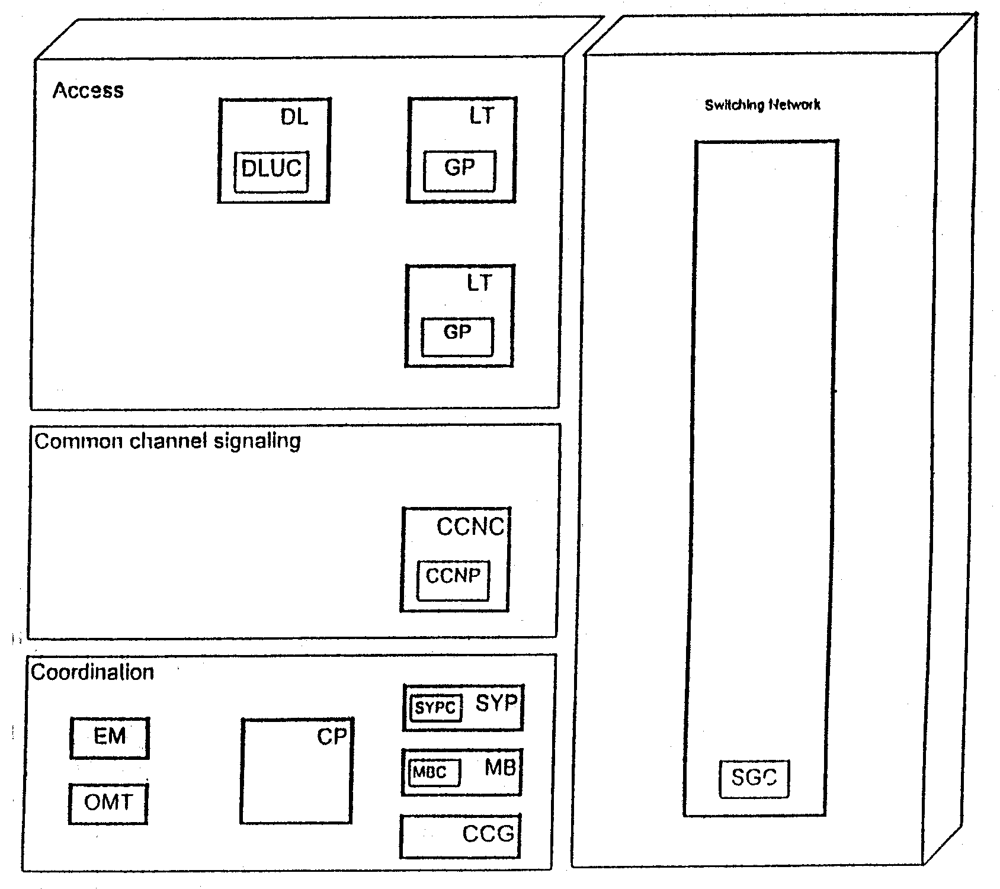 Access
DL
LT
DLUC
GP
Switching Network
LT
GP
Common channel signaling
CCNC
CCNP
Coordination
SYPC SYP
EM
CP
MBC MB
OMT
CCG
SGC